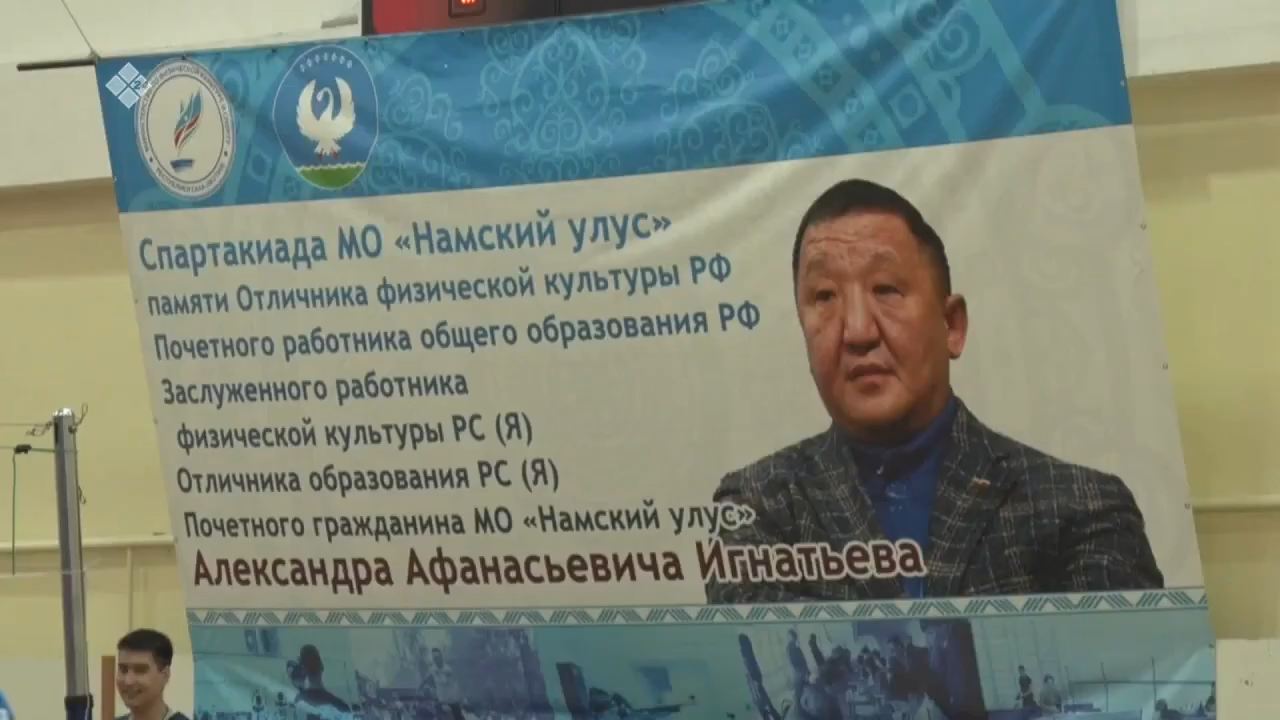 Спартакиада МО «Намский улус»
памяти Отличника физической культуры РФ
Почетного работника общего образования РФ
Заслуженного работника
физической культуры РС (Я)
Отличника образования РС (Я)
Почетного гражданина МО «Намский улус»
Александра Афанасьевича Игнатьева